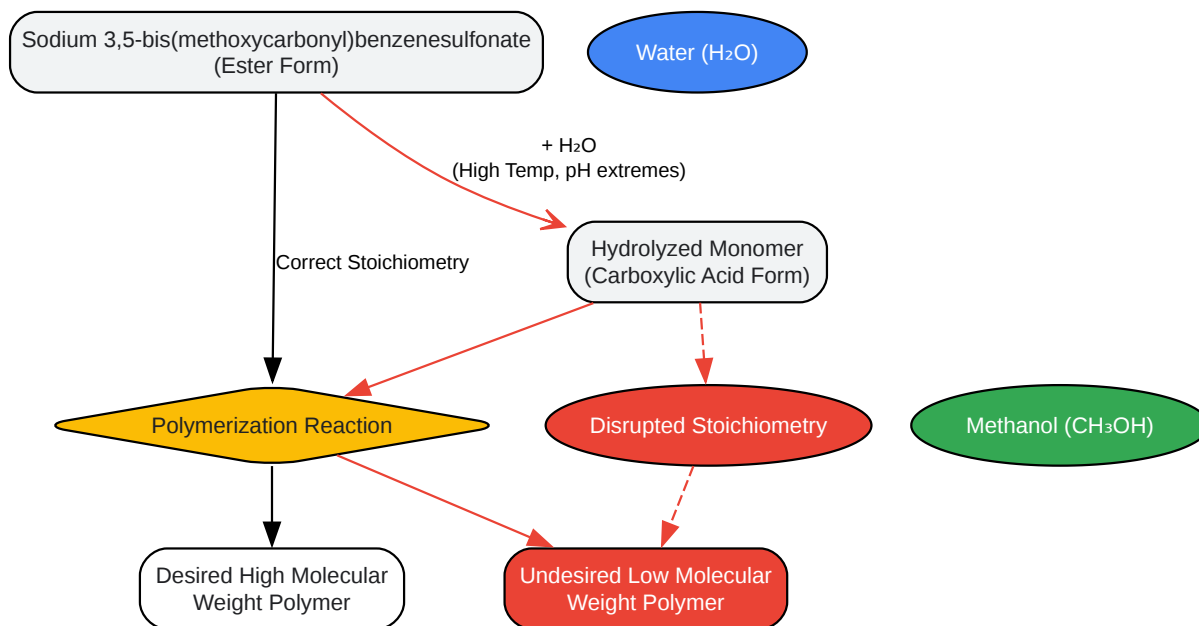 Sodium 3,5-bis(methoxycarbonyl)benzenesulfonate
(Ester Form)
Water (H₂O)
+ H₂O
(High Temp, pH extremes)
Hydrolyzed Monomer
(Carboxylic Acid Form)
Correct Stoichiometry
Polymerization Reaction
Disrupted Stoichiometry
Methanol (CH₃OH)
Desired High Molecular
Weight Polymer
Undesired Low Molecular
Weight Polymer